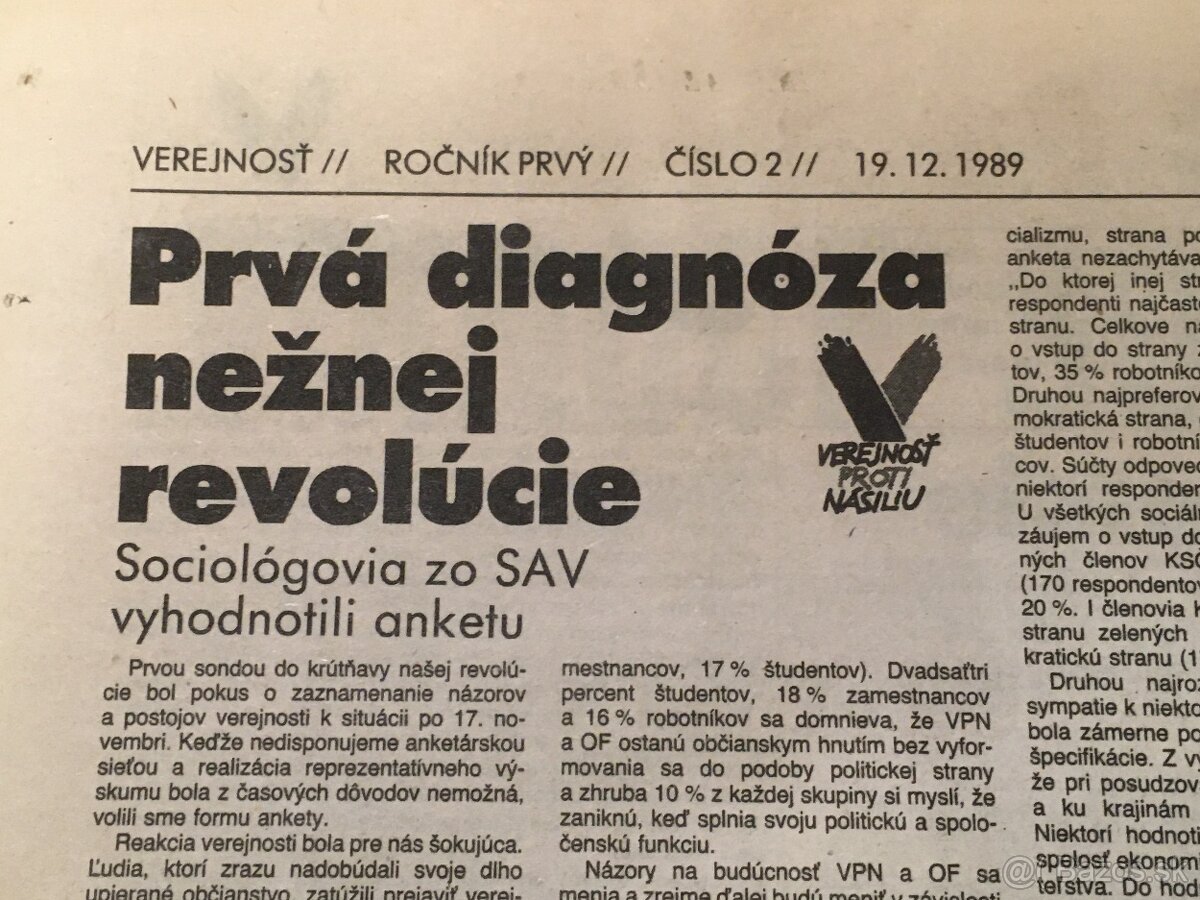 VEREJNOSŤ // ROČNÍK PRVÝ // ČÍSLO 2 // 19. 12. 1989
Prvá diagnóza
nežnej
revolúcie
VEREJNOSŤ
PROTI
NÁSILIU
Sociológovia zo SAV
vyhodnotili anketu
Prvou sondou do krútňavy našej revolú-
cie bol pokus o zaznamenanie názorov
a postojov verejnosti k situácii po 17. no-
vembri. Keďže nedisponujeme anketárskou
sieťou a realizácia reprezentatívneho vý-
skumu bola z časových dôvodov nemožná,
volili sme formu ankety.
Reakcia verejnosti bola pre nás šokujúca.
Ľudia, ktorí zrazu nadobúdali svoje dlho
upierané občianstvo, zatúžili prejaviť verej-
mestnancov, 17 % študentov). Dvadsaťtri
percent študentov, 18 % zamestnancov
a 16 % robotníkov sa domnieva, že VPN
a OF ostanú občianskym hnutím bez vyfor-
movania sa do podoby politickej strany
a zhruba 10 % z každej skupiny si myslí, že
zaniknú, keď splnia svoju politickú a spolo-
čenskú funkciu.
Názory na budúcnosť VPN a OF sa
menia a zrejme ďalej budú meniť v závislosti
cializmu, strana po
anketa nezachytáva
,,Do ktorej inej str
respondenti najčasto
stranu. Celkove na
o vstup do strany z
tov, 35 % robotníko
Druhou najpreferov
mokratická strana,
študentov i robotní
cov. Súčty odpoved
niektorí responden
U všetkých sociáln
záujem o vstup do
ných členov KSČ
(170 respondentov
20 %. I členovia K
stranu zelených
kratickú stranu (1
Druhou najroz
sympatie k niekto
bola zámerne po
špecifikácie. Z vý
že pri posudzova
a ku krajinám
Niektorí hodnoti
spelosť ekonomi
teľstva. Do hod
@ Bazos.sk